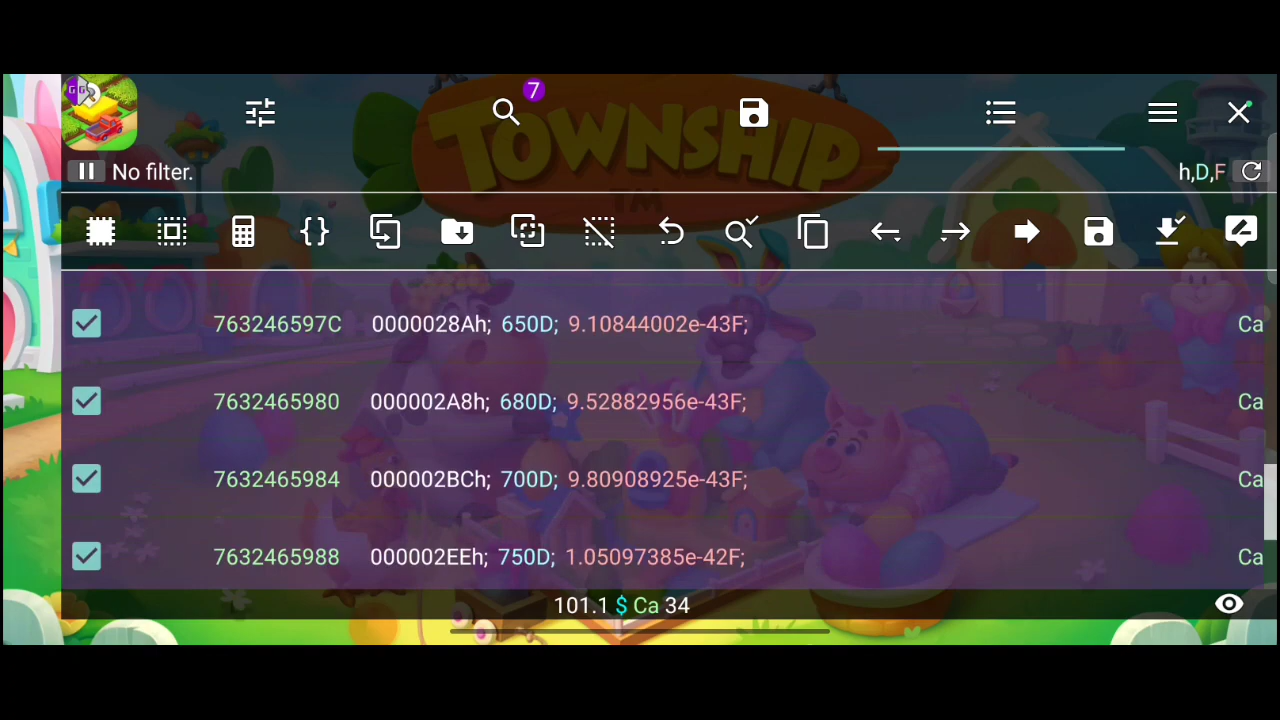 7
TOWNSHIP
TM
No filter.
h,D,F
763246597C 0000028Ah; 650D; 9.10844002e-43F; Ca
7632465980 000002A8h; 680D; 9.52882956e-43F; Ca
7632465984 000002BCh; 700D; 9.80908925e-43F; Ca
7632465988 000002EEh; 750D; 1.05097385e-42F; Ca
101.1 $ Ca 34